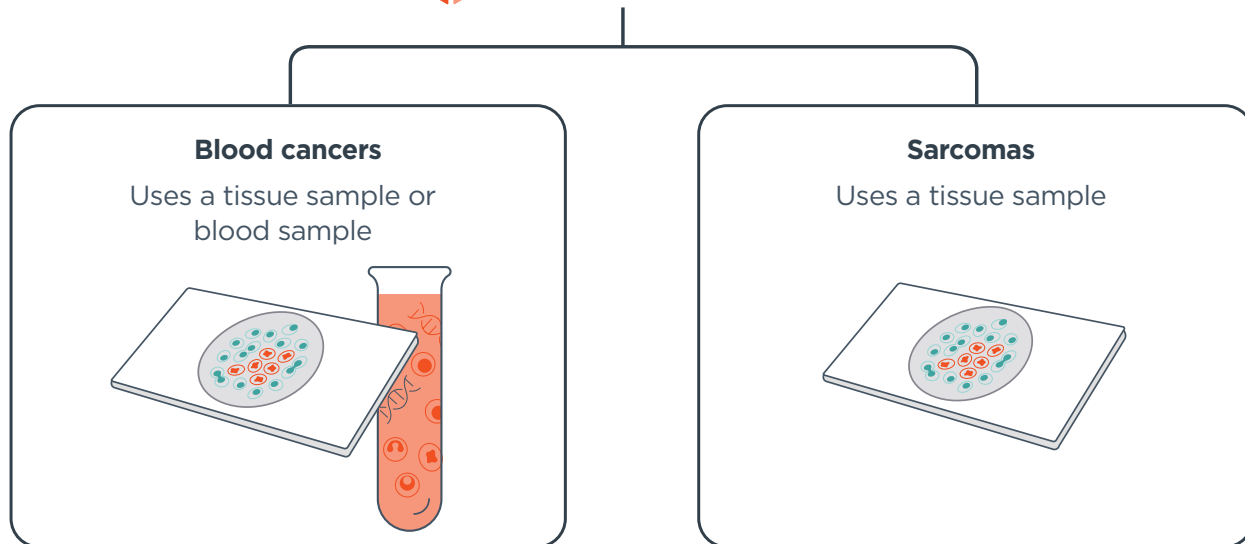 Blood cancers
Uses a tissue sample or
blood sample
Sarcomas
Uses a tissue sample